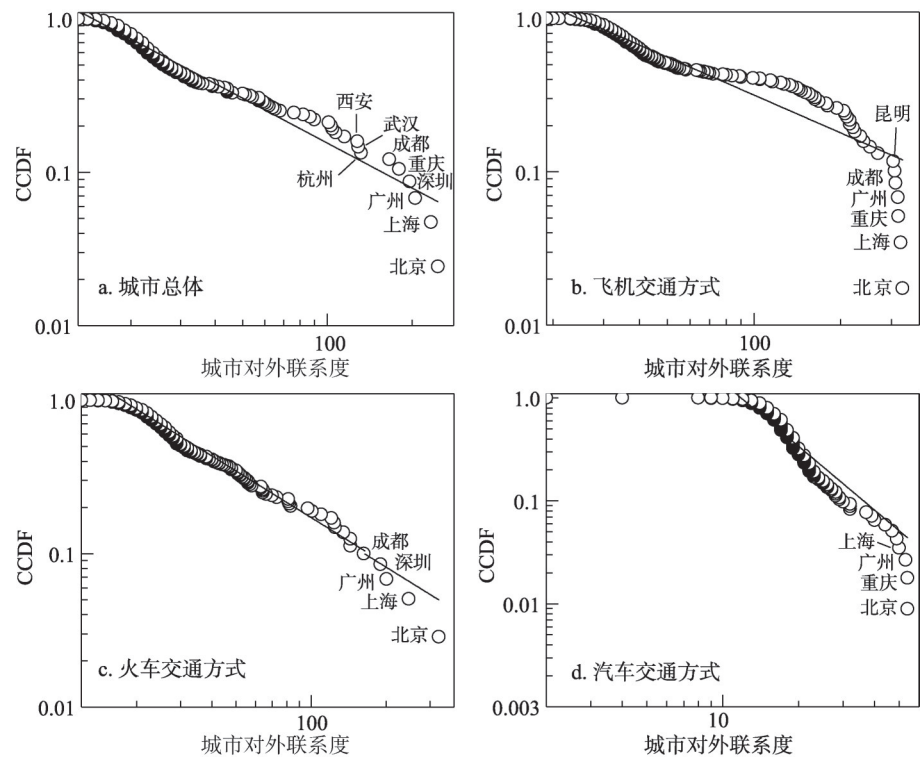 1.0
0.1
0.01
CCDF
西安
武汉
成都
重庆
杭州
深圳
广州
上海
北京
a. 城市总体
100
城市对外联系度
1.0
0.1
0.01
CCDF
昆明
成都
广州
重庆
上海
北京
b. 飞机交通方式
100
城市对外联系度
1.0
0.1
0.01
CCDF
成都
深圳
广州
上海
北京
c. 火车交通方式
100
城市对外联系度
1.0
0.1
0.01
0.003
CCDF
上海
广州
重庆
北京
d. 汽车交通方式
10
城市对外联系度